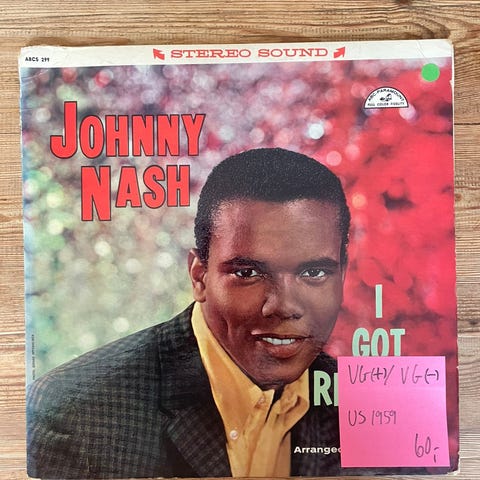 ABCS 299
STEREO SOUND
ABC-PARAMOUNT
FULL COLOR FIDELITY
JOHNNY
NASH
I
GOT
R
Arranged
VG(+)/ VG(-)
US 1959
60,-